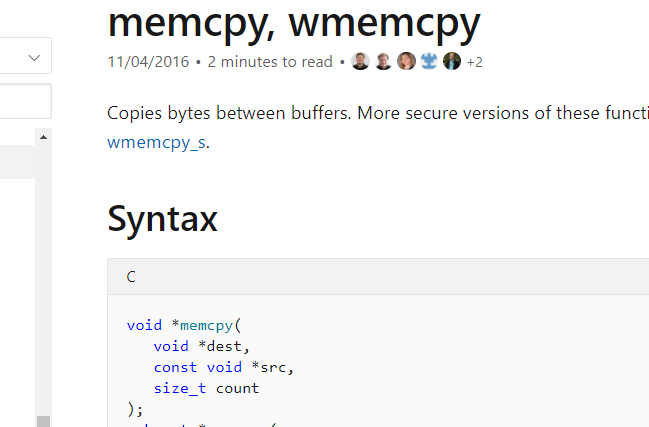 memcpy, wmemcpy
11/04/2016 • 2 minutes to read • +2
Copies bytes between buffers. More secure versions of these functi
wmemcpy_s.
Syntax
C
void *memcpy(
void *dest,
const void *src,
size_t count
);